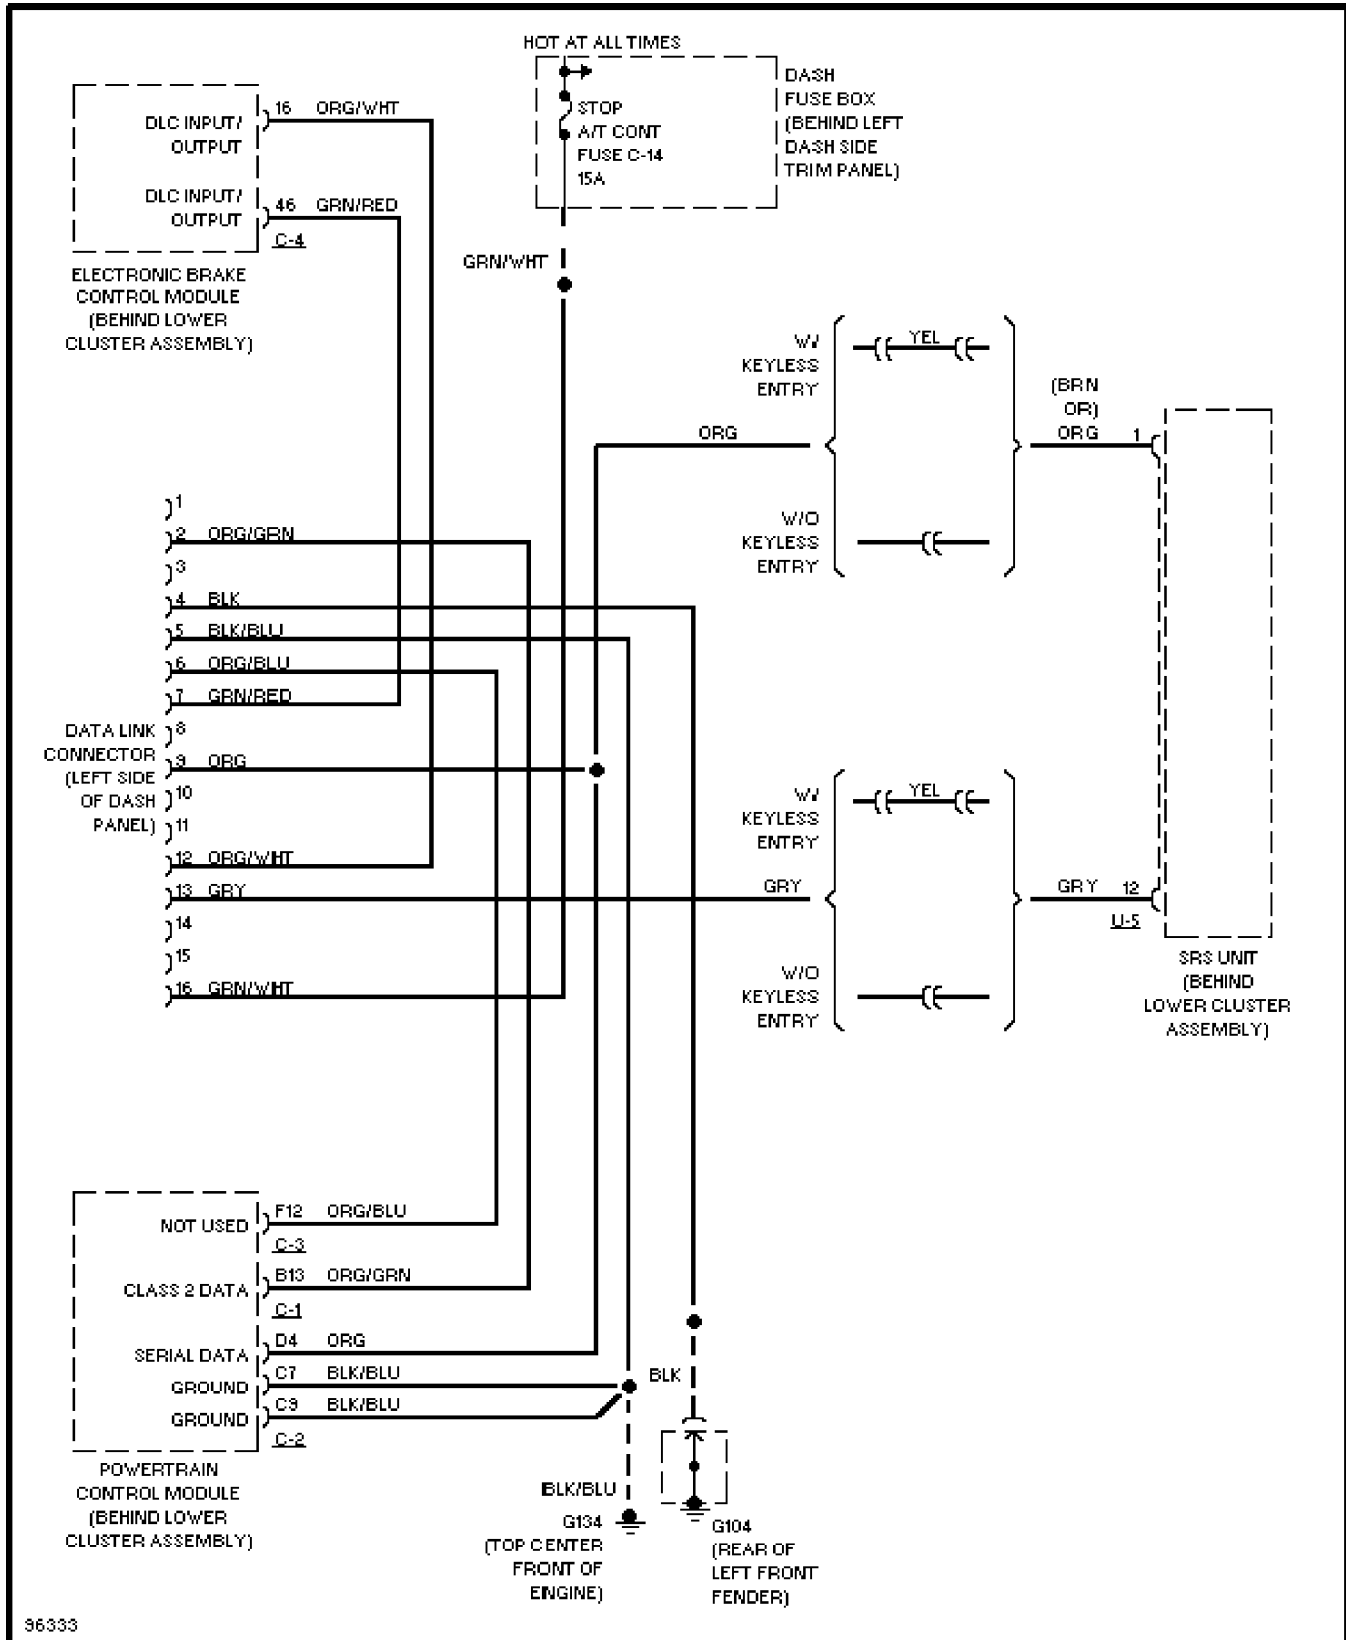 HOT AT ALL TIMES
DASH
FUSE BOX
(BEHIND LEFT
DASH SIDE
TRIM PANEL)
STOP
A/T CONT
FUSE C-14
15A
GRN/WHT
DLC INPUT/
OUTPUT
16 ORG/WHT
DLC INPUT/
OUTPUT
46 GRN/RED
C-4
ELECTRONIC BRAKE
CONTROL MODULE
(BEHIND LOWER
CLUSTER ASSEMBLY)
W/
KEYLESS
ENTRY
YEL
ORG
(BRN
OR)
ORG 1
W/O
KEYLESS
ENTRY
1
2 ORG/GRN
3
4 BLK
5 BLK/BLU
6 ORG/BLU
7 GRN/RED
8
9 ORG
10
11
12 ORG/WHT
13 GRY
14
15
16 GRN/WHT
DATA LINK
CONNECTOR
(LEFT SIDE
OF DASH
PANEL)
W/
KEYLESS
ENTRY
YEL
GRY
GRY 12
U-5
W/O
KEYLESS
ENTRY
SRS UNIT
(BEHIND
LOWER CLUSTER
ASSEMBLY)
NOT USED
F12 ORG/BLU
C-3
CLASS 2 DATA
B13 ORG/GRN
C-1
SERIAL DATA
D4 ORG
GROUND
C7 BLK/BLU
GROUND
C9 BLK/BLU
C-2
POWERTRAIN
CONTROL MODULE
(BEHIND LOWER
CLUSTER ASSEMBLY)
BLK
BLK/BLU
G134
(TOP CENTER
FRONT OF
ENGINE)
G104
(REAR OF
LEFT FRONT
FENDER)
96333